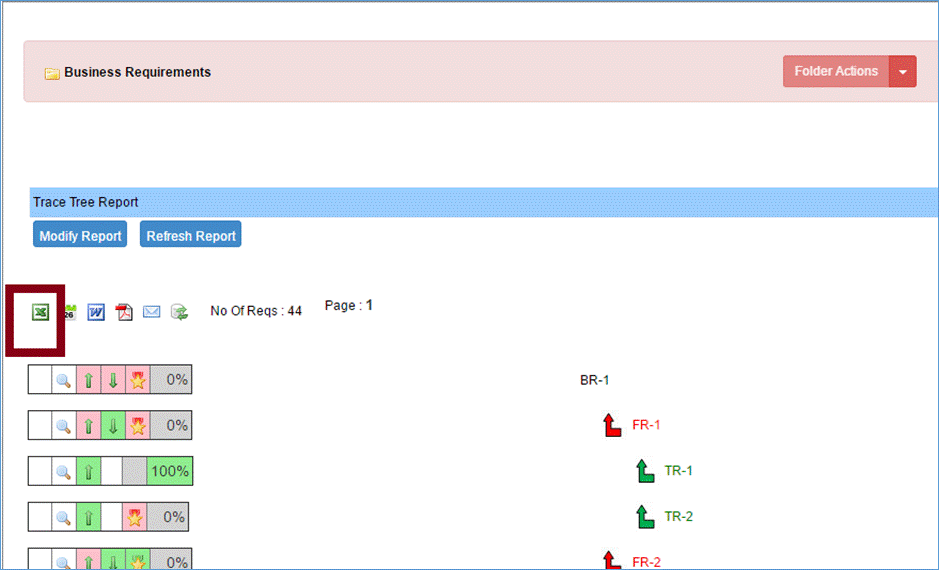 Business Requirements
Folder Actions
Trace Tree Report
Modify Report Refresh Report
26 W No Of Reqs : 44 Page : 1
0% BR-1
0% FR-1
100% TR-1
0% TR-2
0% FR-2